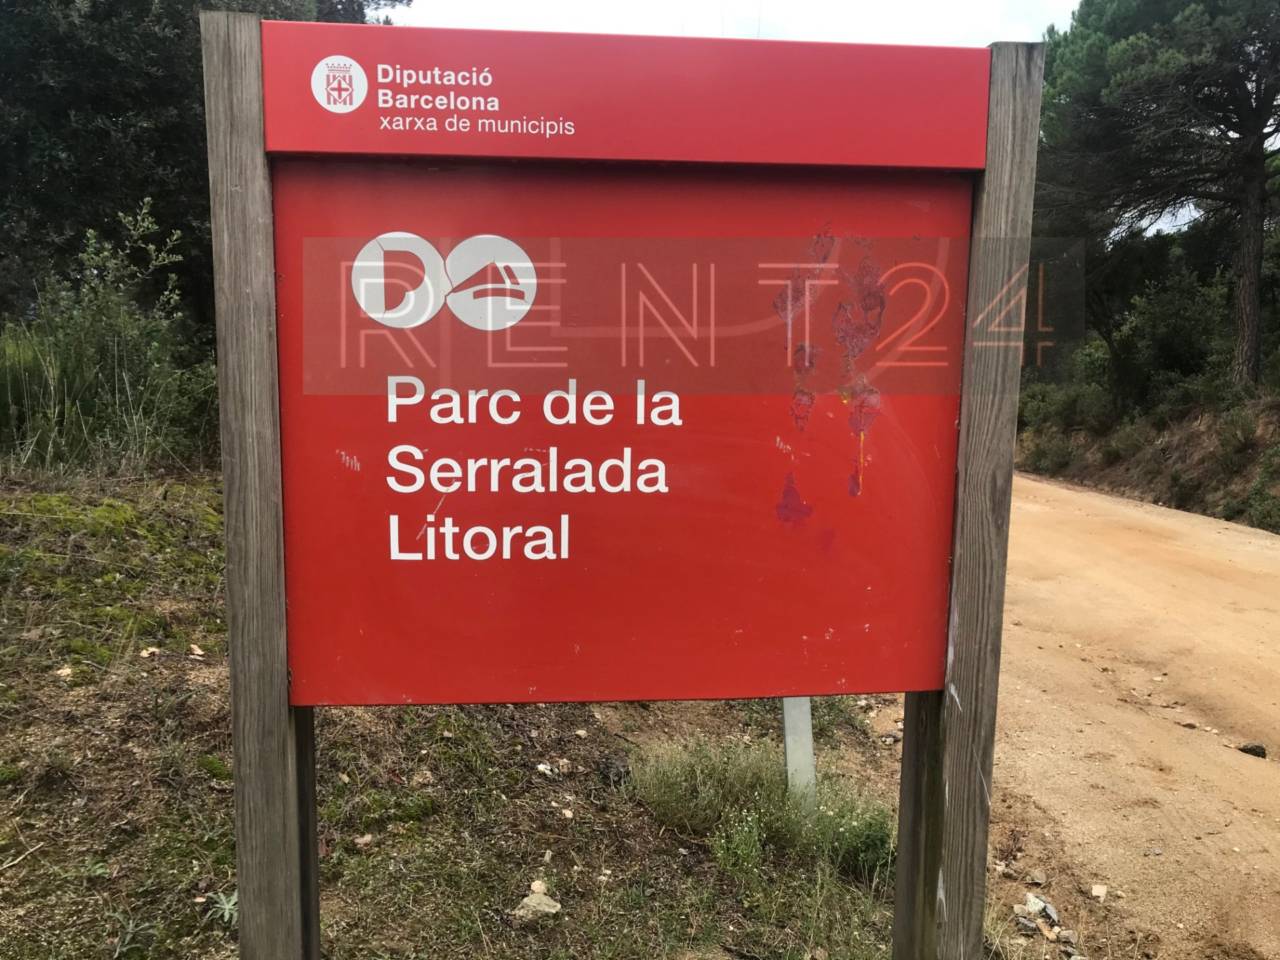 Diputació
Barcelona
xarxa de municipis
RENT24
Parc de la
Serralada
Litoral